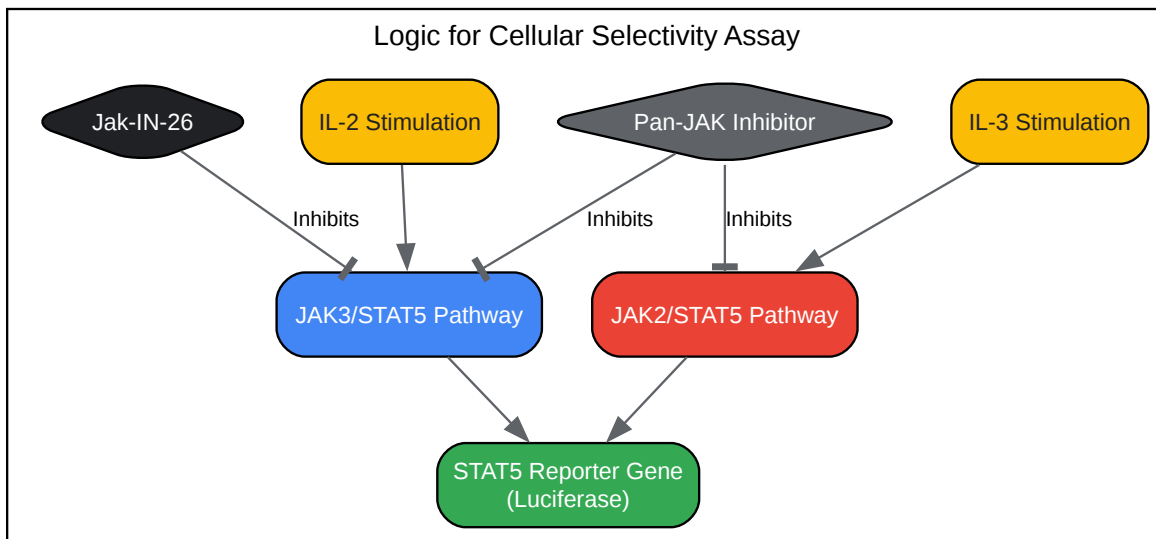 Logic for Cellular Selectivity Assay
Jak-IN-26
IL-2 Stimulation
Pan-JAK Inhibitor
IL-3 Stimulation
Inhibits
Inhibits
Inhibits
JAK3/STAT5 Pathway
JAK2/STAT5 Pathway
STAT5 Reporter Gene
(Luciferase)